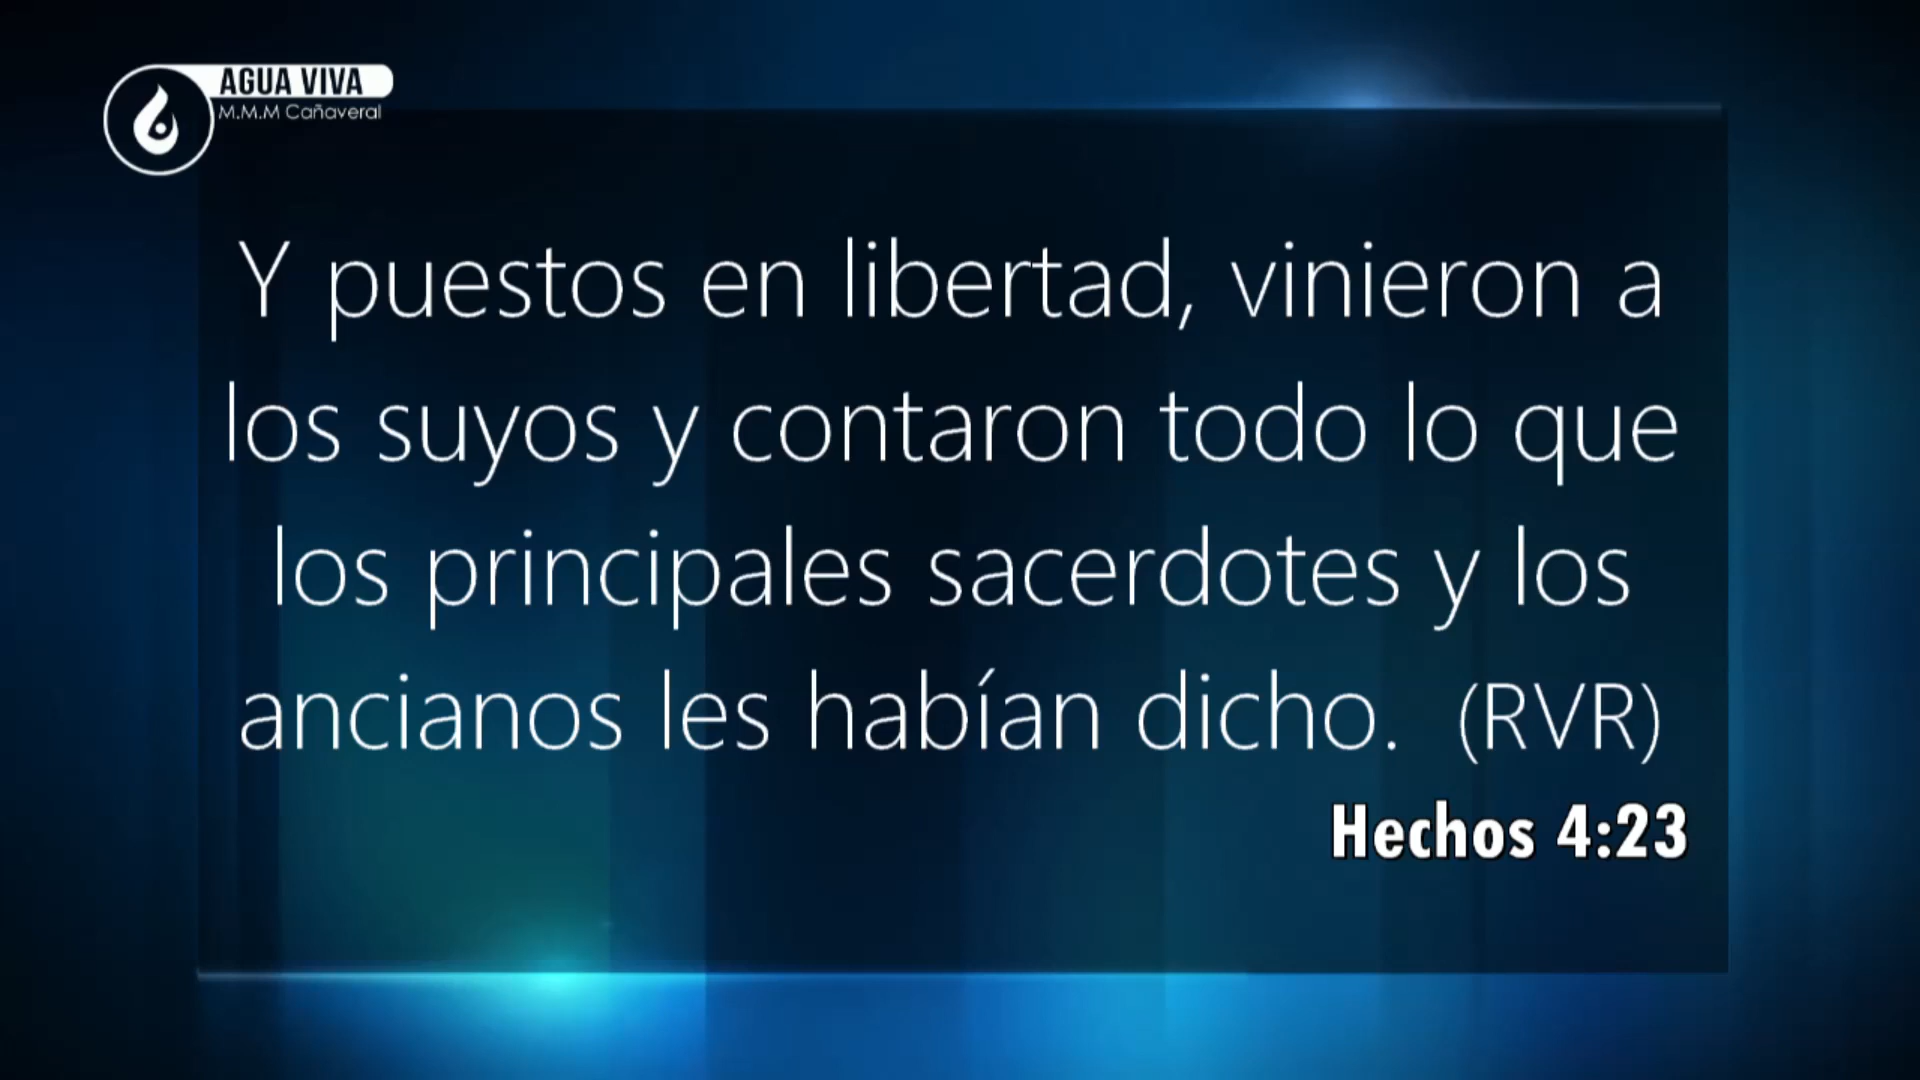 AGUA VIVA
M.M.M Cañaveral
Y puestos en libertad, vinieron a
los suyos y contaron todo lo que
los principales sacerdotes y los
ancianos les habían dicho. (RVR)
Hechos 4:23